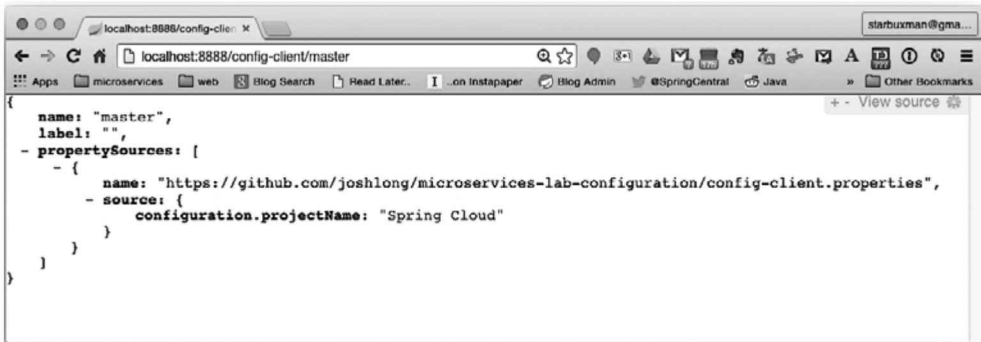 localhost:8888/config-clien ×
starbuxman@gma...
localhost:8888/config-client/master
Apps microservices web Blog Search Read Later.. I ..on Instapaper Blog Admin @SpringCentral Java » Other Bookmarks
+ - View source
{
name: "master",
label: "",
- propertySources: [
- {
name: "https://github.com/joshlong/microservices-lab-configuration/config-client.properties",
- source: {
configuration.projectName: "Spring Cloud"
}
}
]
}